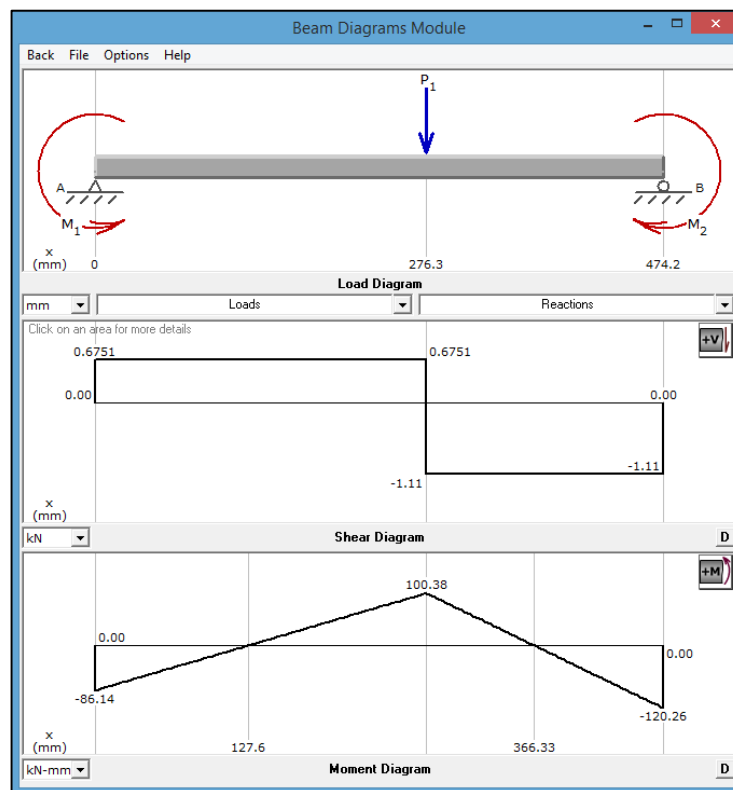 Beam Diagrams Module
Back File Options Help
P1
A
B
M1
M2
x
(mm) 0 276.3 474.2
Load Diagram
mm Loads Reactions
Click on an area for more details
+V
0.6751 0.6751
0.00 0.00
-1.11 -1.11
x
(mm)
kN Shear Diagram D
+M
100.38
0.00 0.00
-86.14
-120.26
x
(mm) 127.6 366.33
kN-mm Moment Diagram D